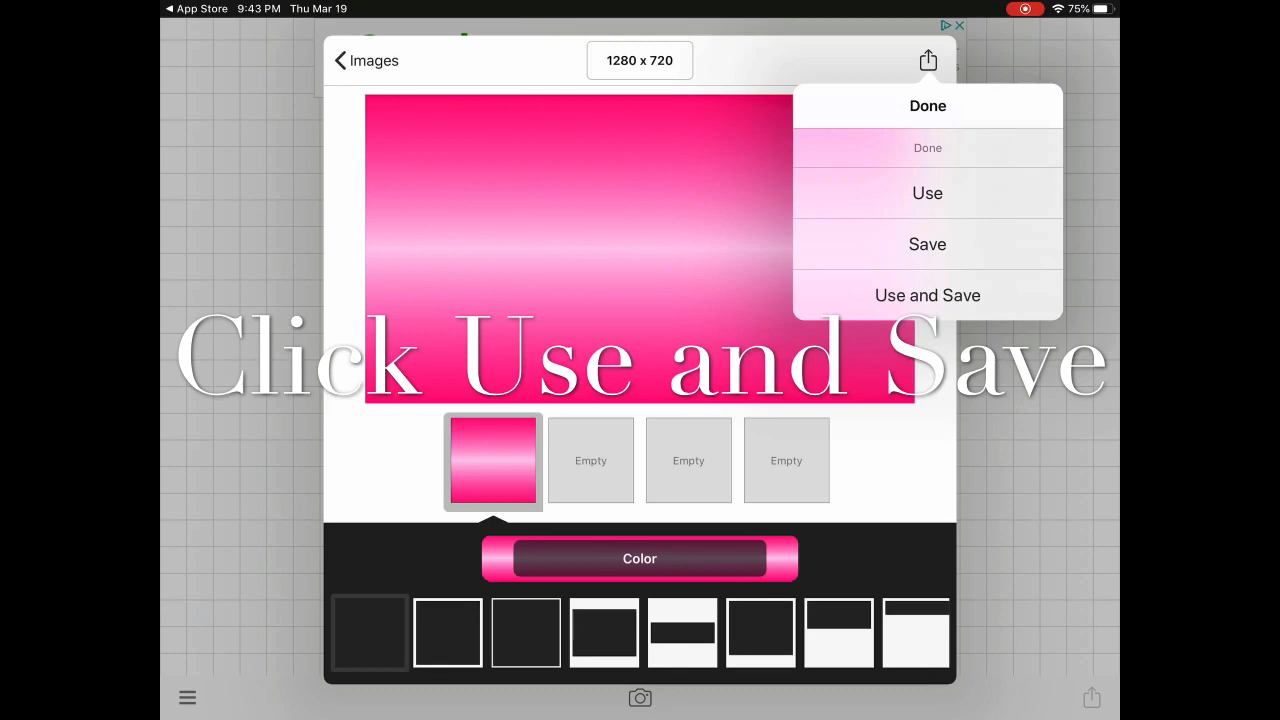 App Store 9:43 PM Thu Mar 19 75%
Images 1280 x 720
Done
Done
Use
Save
Use and Save
Click Use and Save
Empty Empty Empty
Color